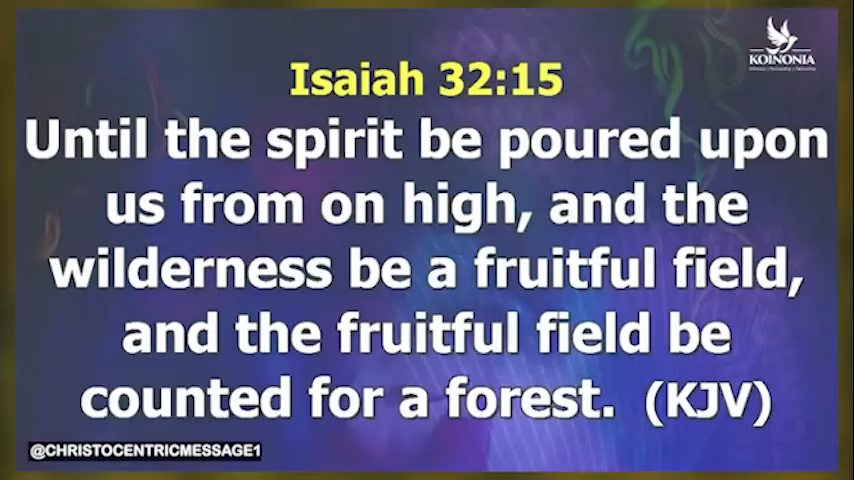 KOINONIA
Isaiah 32:15
Until the spirit be poured upon
us from on high, and the
wilderness be a fruitful field,
and the fruitful field be
counted for a forest. (KJV)
@CHRISTOCENTRICMESSAGE1